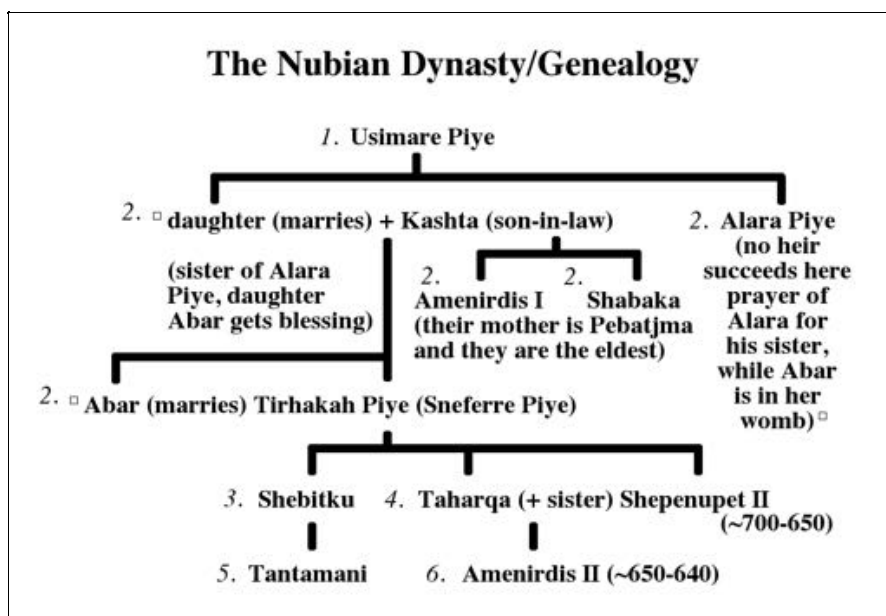 The Nubian Dynasty/Genealogy
1. Usimare Piye
2. □ daughter (marries) + Kashta (son-in-law)
(sister of Alara
Piye, daughter
Abar gets blessing)
2. Amenirdis I
2. Shabaka
(their mother is Pebatjma
and they are the eldest)
2. Alara Piye
(no heir
succeeds here
prayer of
Alara for
his sister,
while Abar
is in her
womb) □
2. □ Abar (marries) Tirhakah Piye (Sneferre Piye)
3. Shebitku
4. Taharqa (+ sister) Shepenupet II
(~700-650)
5. Tantamani
6. Amenirdis II (~650-640)